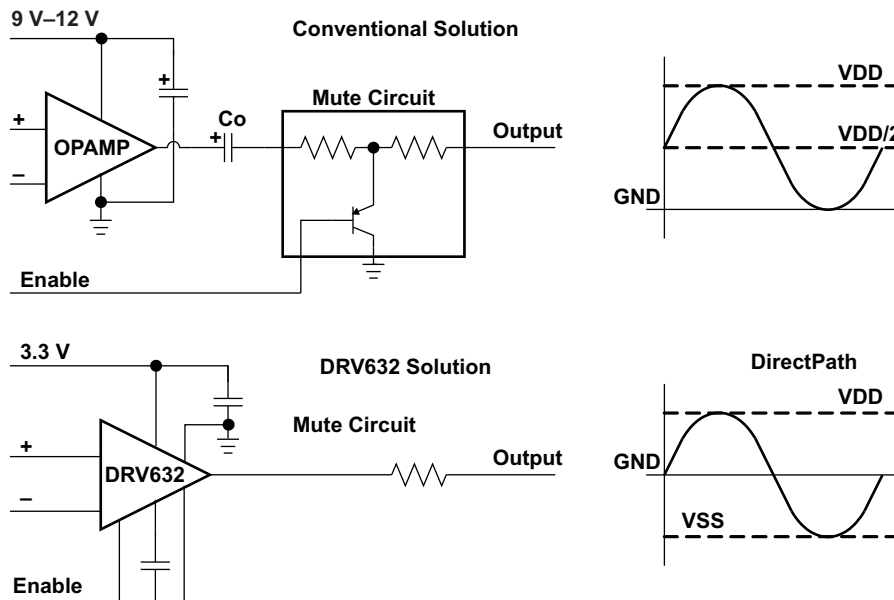 9 V–12 V
Conventional Solution
+
Co
+
Mute Circuit
Output
+
OPAMP
–
Enable
VDD
VDD/2
GND
3.3 V
DRV632 Solution
Mute Circuit
+
DRV632
–
Output
Enable
DirectPath
VDD
GND
VSS